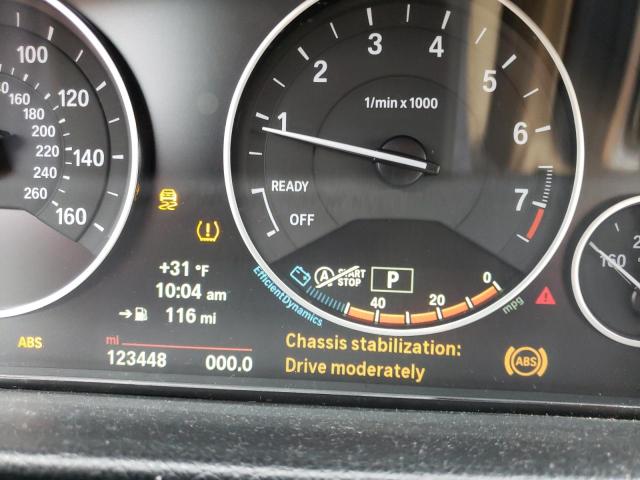 100
120
140
160
160
180
200
220
240
260
1/min x 1000
1
2
3
4
5
6
7
READY
OFF
+31 °F
10:04 am
116 mi
EfficientDynamics
A START
STOP
P
40
20
0
mpg
160
ABS
mi
123448 000.0
Chassis stabilization:
Drive moderately
ABS